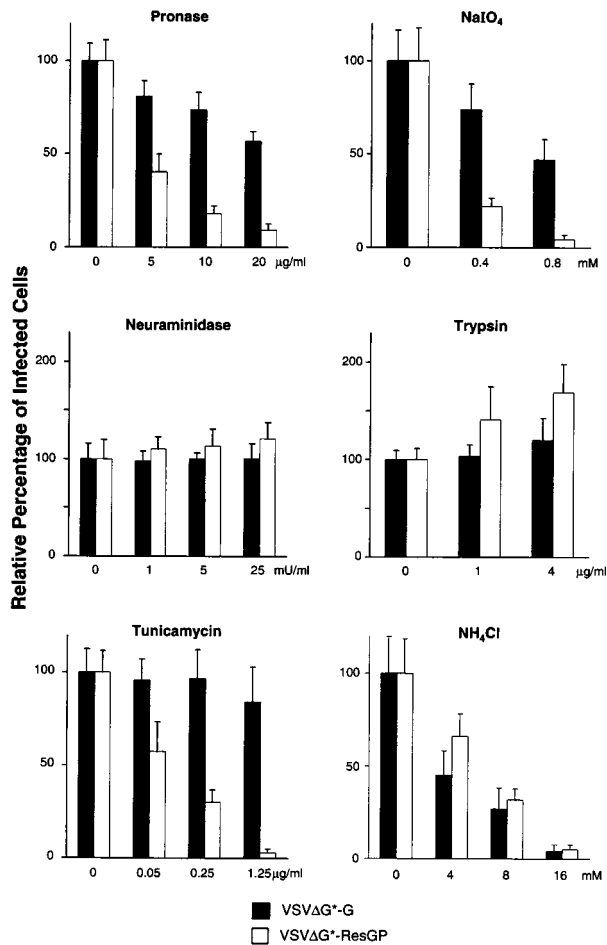 Relative Percentage of Infected Cells
Pronase
100
50
0
0 5 10 20 µg/ml
NaIO₄
100
50
0
0 0.4 0.8 mM
Neuraminidase
200
100
0
0 1 5 25 mU/ml
Trypsin
200
100
0
0 1 4 µg/ml
Tunicamycin
100
50
0
0 0.05 0.25 1.25µg/ml
NH₄Cl
100
50
0
0 4 8 16 mM
VSVΔG*-G
VSVΔG*-ResGP